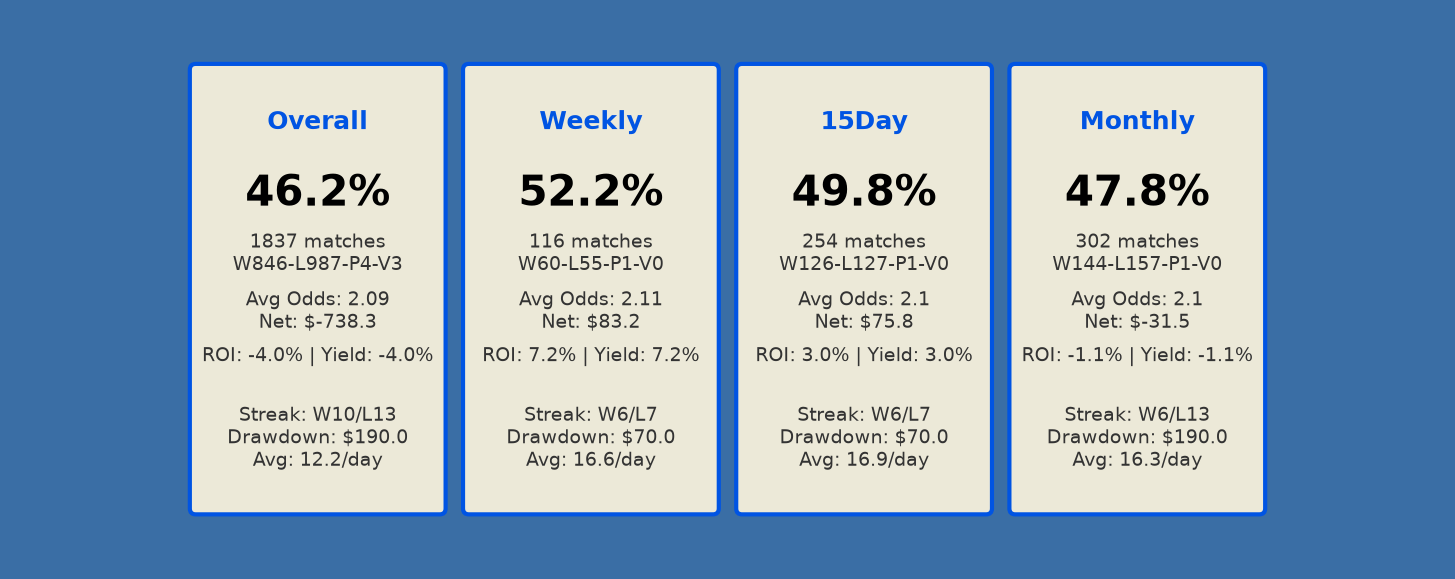 Overall
46.2%
1837 matches
W846-L987-P4-V3
Avg Odds: 2.09
Net: $-738.3
ROI: -4.0% | Yield: -4.0%
Streak: W10/L13
Drawdown: $190.0
Avg: 12.2/day
Weekly
52.2%
116 matches
W60-L55-P1-V0
Avg Odds: 2.11
Net: $83.2
ROI: 7.2% | Yield: 7.2%
Streak: W6/L7
Drawdown: $70.0
Avg: 16.6/day
15Day
49.8%
254 matches
W126-L127-P1-V0
Avg Odds: 2.1
Net: $75.8
ROI: 3.0% | Yield: 3.0%
Streak: W6/L7
Drawdown: $70.0
Avg: 16.9/day
Monthly
47.8%
302 matches
W144-L157-P1-V0
Avg Odds: 2.1
Net: $-31.5
ROI: -1.1% | Yield: -1.1%
Streak: W6/L13
Drawdown: $190.0
Avg: 16.3/day